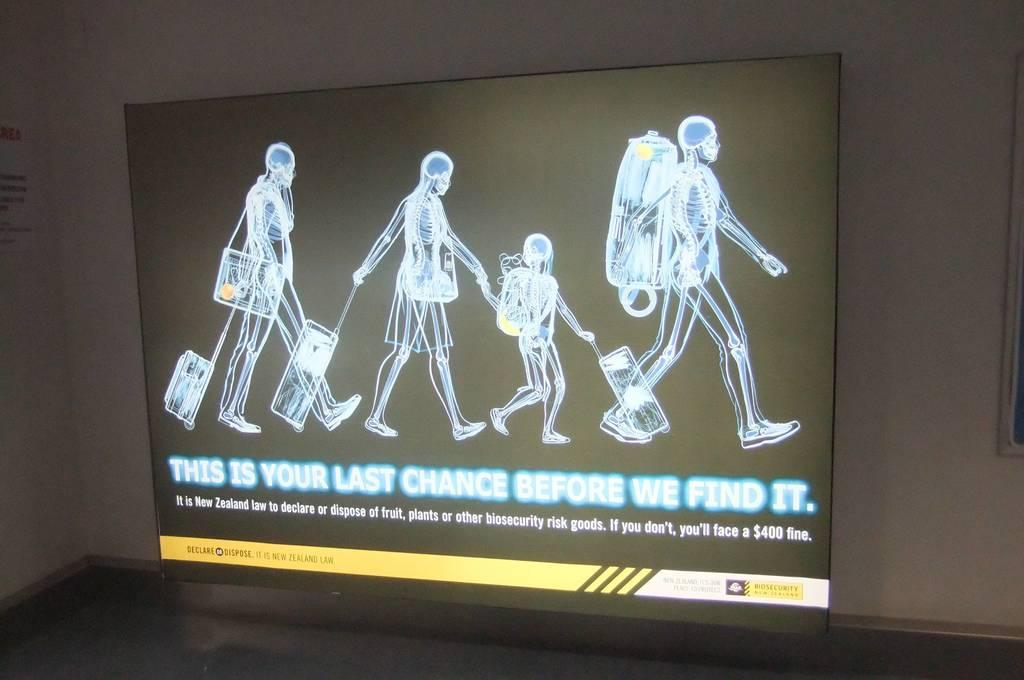 REA
THIS IS YOUR LAST CHANCE BEFORE WE FIND IT.
It is New Zealand law to declare or dispose of fruit, plants or other biosecurity risk goods. If you don't, you'll face a $400 fine.
DECLARE OR DISPOSE. IT IS NEW ZEALAND LAW
NEW ZEALAND. IT'S OUR
PLACE TO PROTECT.
BIOSECURITY
NEW ZEALAND